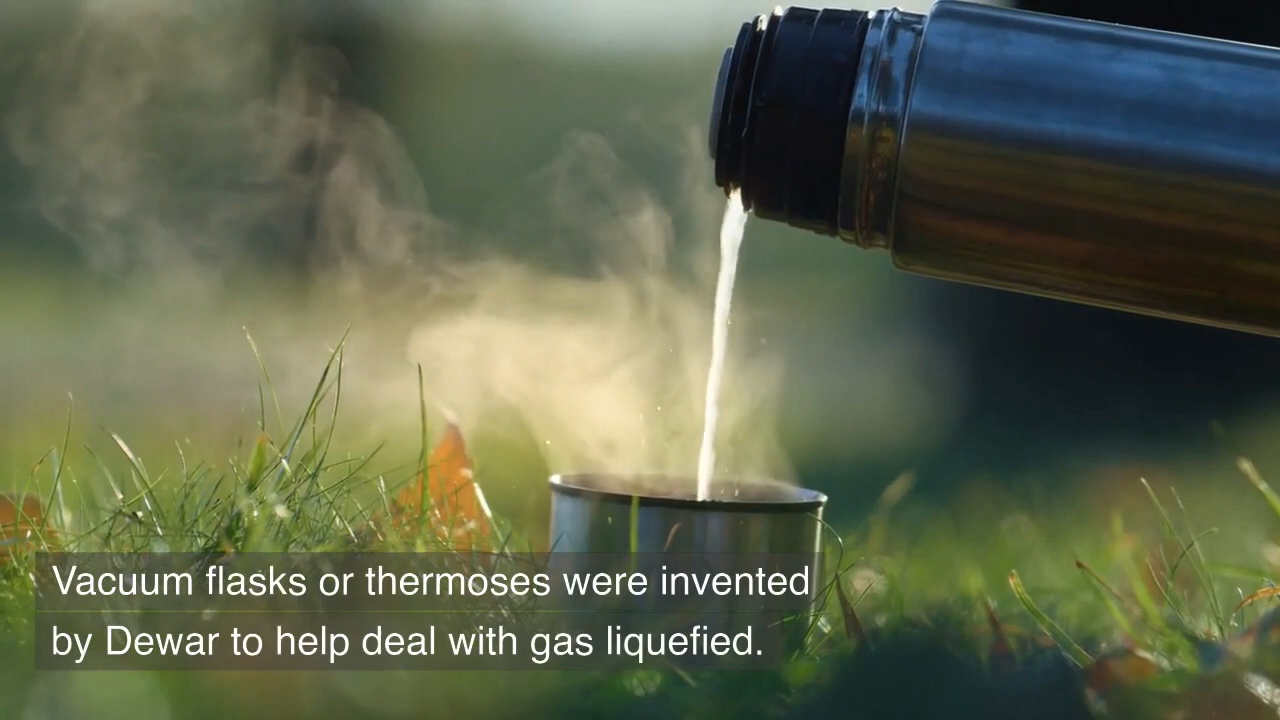 Vacuum flasks or thermoses were invented
by Dewar to help deal with gas liquefied.